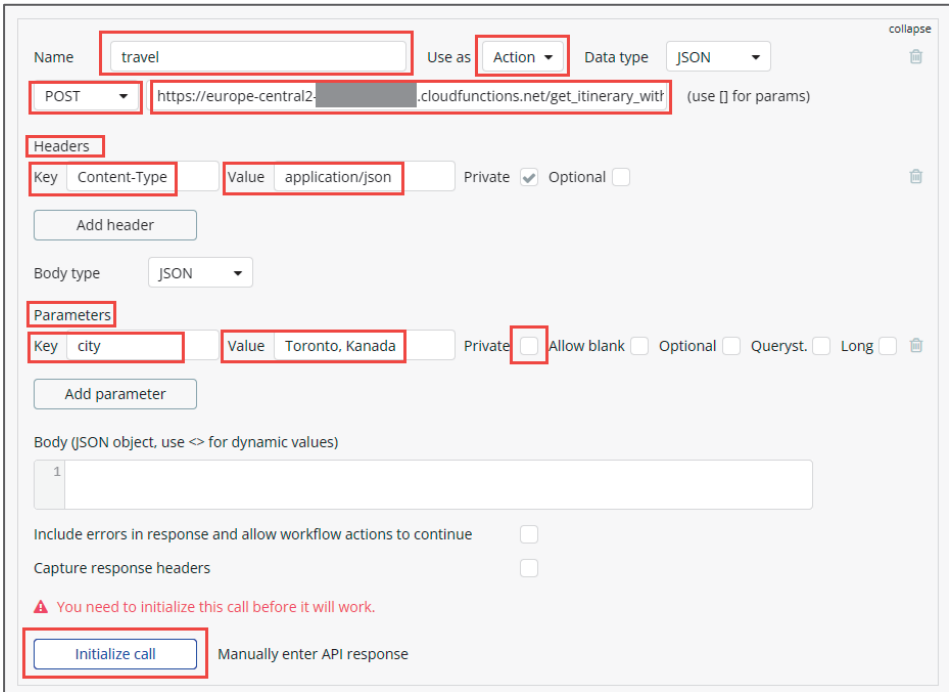 collapse
Name travel Use as Action Data type JSON
POST https://europe-central2- .cloudfunctions.net/get_itinerary_with (use [] for params)
Headers
Key Content-Type Value application/json Private Optional
Add header
Body type JSON
Parameters
Key city Value Toronto, Kanada Private Allow blank Optional Queryst. Long
Add parameter
Body (JSON object, use <> for dynamic values)
1
Include errors in response and allow workflow actions to continue
Capture response headers
You need to initialize this call before it will work.
Initialize call Manually enter API response